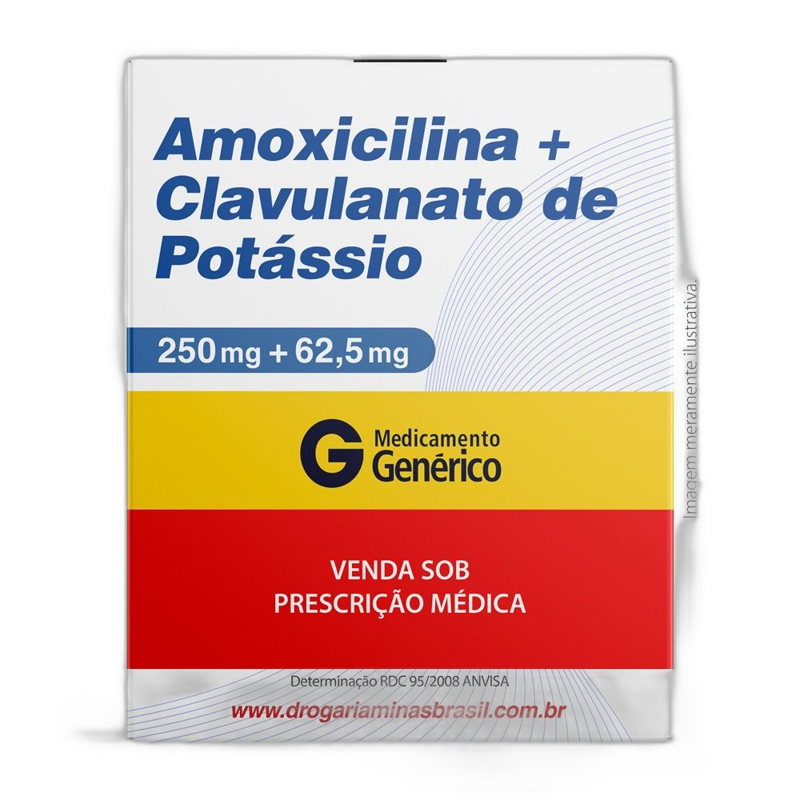 Amoxicilina +
Clavulanato de
Potássio
250 mg + 62,5 mg
G Medicamento
Genérico
VENDA SOB
PRESCRIÇÃO MÉDICA
Determinação RDC 95/2008 ANVISA
www.drogariaminasbrasil.com.br
Imagem meramente ilustrativa.